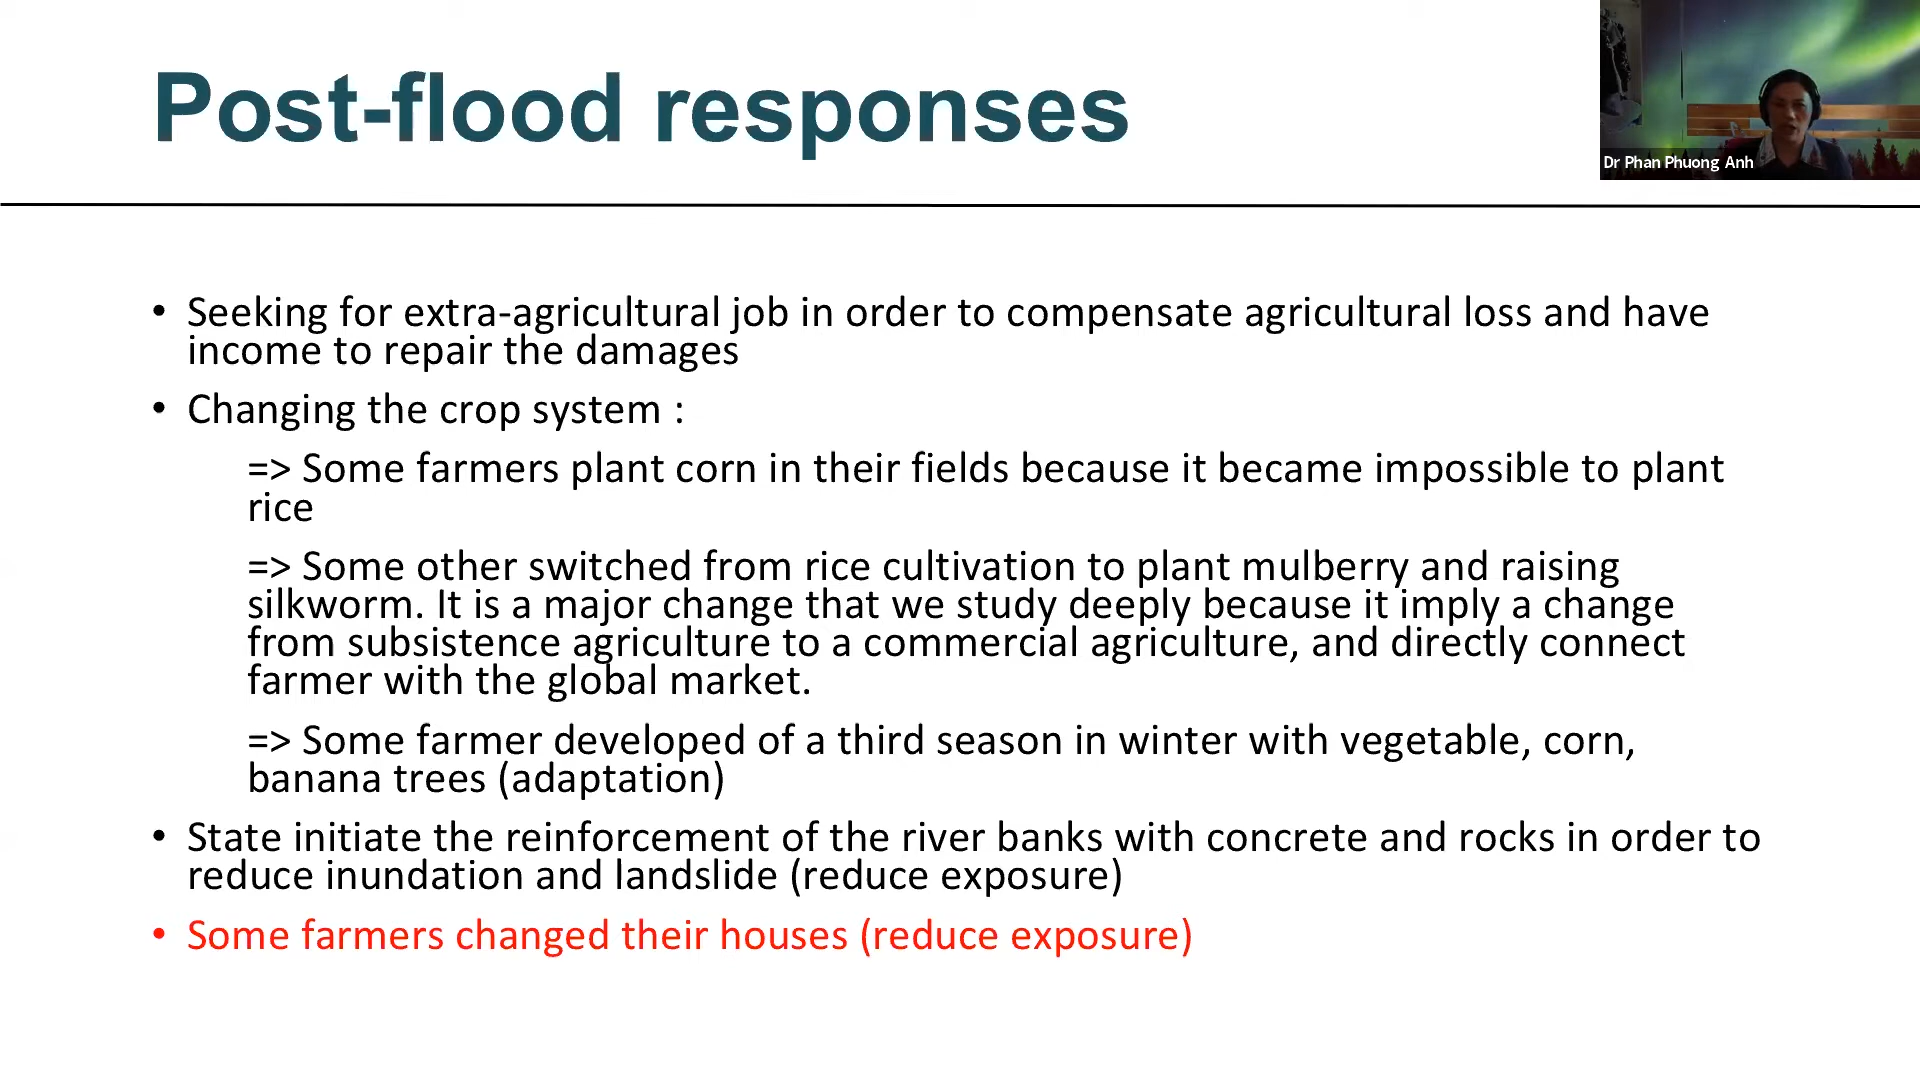 Post-flood responses
Dr Phan Phuong Anh
• Seeking for extra-agricultural job in order to compensate agricultural loss and have
income to repair the damages
• Changing the crop system :
=> Some farmers plant corn in their fields because it became impossible to plant
rice
=> Some other switched from rice cultivation to plant mulberry and raising
silkworm. It is a major change that we study deeply because it imply a change
from subsistence agriculture to a commercial agriculture, and directly connect
farmer with the global market.
=> Some farmer developed of a third season in winter with vegetable, corn,
banana trees (adaptation)
• State initiate the reinforcement of the river banks with concrete and rocks in order to
reduce inundation and landslide (reduce exposure)
• Some farmers changed their houses (reduce exposure)